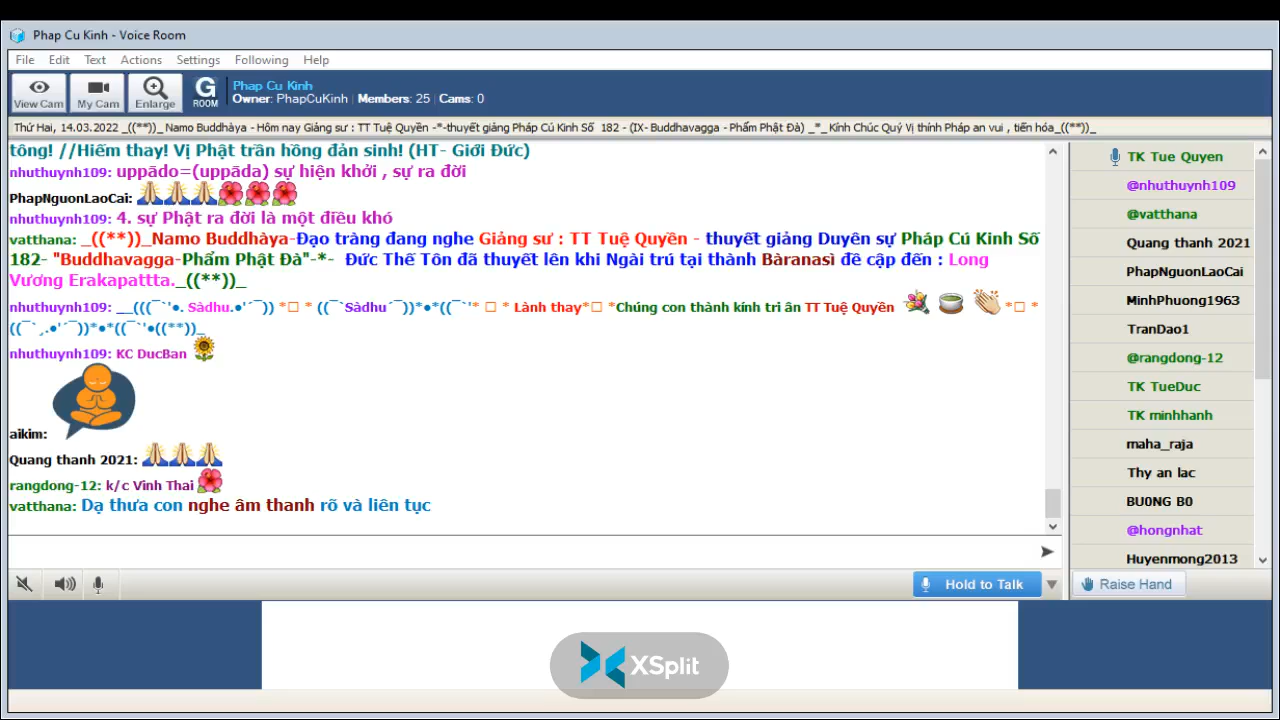 Phap Cu Kinh - Voice Room
File Edit Text Actions Settings Following Help
View Cam My Cam Enlarge G ROOM
Phap Cu Kinh
Owner: PhapCuKinh | Members: 25 | Cams: 0
Thứ Hai, 14.03.2022 _((**))_ Namo Buddhàya - Hôm nay Giảng sư : TT Tuệ Quyền -*-thuyết giảng Pháp Cú Kinh Số 182 - (IX- Buddhavagga - Phẩm Phật Đà) _*_ Kính Chúc Quý Vị thính Pháp an vui , tiến hóa_((**))_
tông! //Hiếm thay! Vị Phật trần hồng đản sinh! (HT- Giới Đức)
nhuthuynh109: uppādo=(uppāda) sự hiện khởi , sự ra đời
PhapNguonLaoCai: 🙏🙏🙏🌺🌺🌺
nhuthuynh109: 4. sự Phật ra đời là một điều khó
vatthana: _((**))_Namo Buddhàya-Đạo tràng đang nghe Giảng sư : TT Tuệ Quyền - thuyết giảng Duyên sự Pháp Cú Kinh Số
182- "Buddhavagga-Phẩm Phật Đà"-*- Đức Thế Tôn đã thuyết lên khi Ngài trú tại thành Bàranasì đề cập đến : Long
Vương Erakapattta._((**))_
nhuthuynh109: __(((¯`'•. Sàdhu.•'´¯)) *□ * ((¯`Sàdhu´¯))*•*((¯`'* □ * Lành thay*□ *Chúng con thành kính tri ân TT Tuệ Quyền 💐 🍵 👏 *□ *
((¯`¸.•'´¯))*•*((¯`'•((**))_
nhuthuynh109: KC DucBan 🌻
aikim:
Quang thanh 2021: 🙏🙏🙏
rangdong-12: k/c Vinh Thai 🌺
vatthana: Dạ thưa con nghe âm thanh rõ và liên tục
TK Tue Quyen
@nhuthuynh109
@vatthana
Quang thanh 2021
PhapNguonLaoCai
MinhPhuong1963
TranDao1
@rangdong-12
TK TueDuc
TK minhhanh
maha_raja
Thy an lac
BU0NG B0
@hongnhat
Huyenmong2013
Hold to Talk
Raise Hand
XSplit